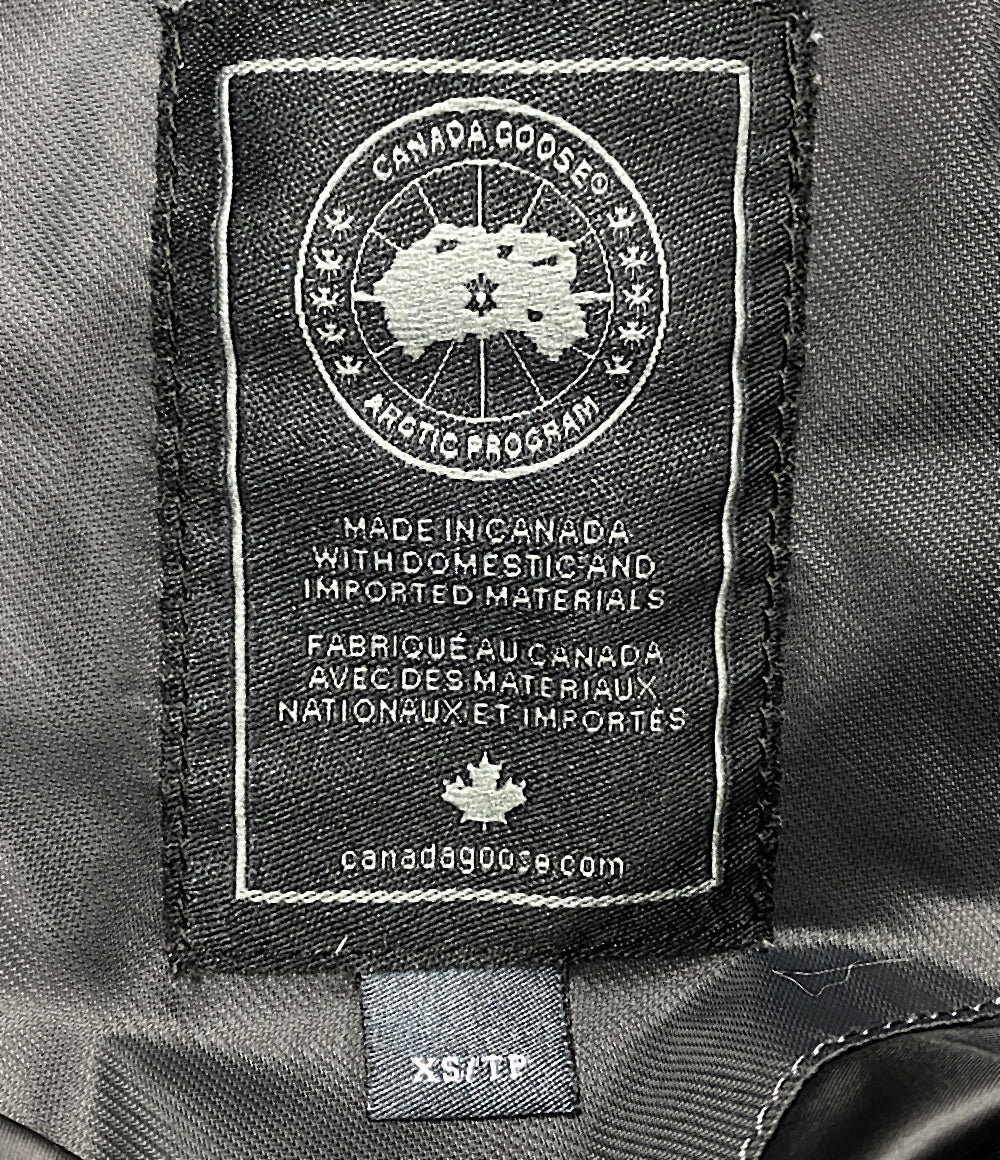 CANADA GOOSE®
ARCTIC PROGRAM
MADE IN CANADA
WITH DOMESTIC AND
IMPORTED MATERIALS
FABRIQUÉ AU CANADA
AVEC DES MATERIAUX
NATIONAUX ET IMPORTÉS
canadagoose.com
XS/TP